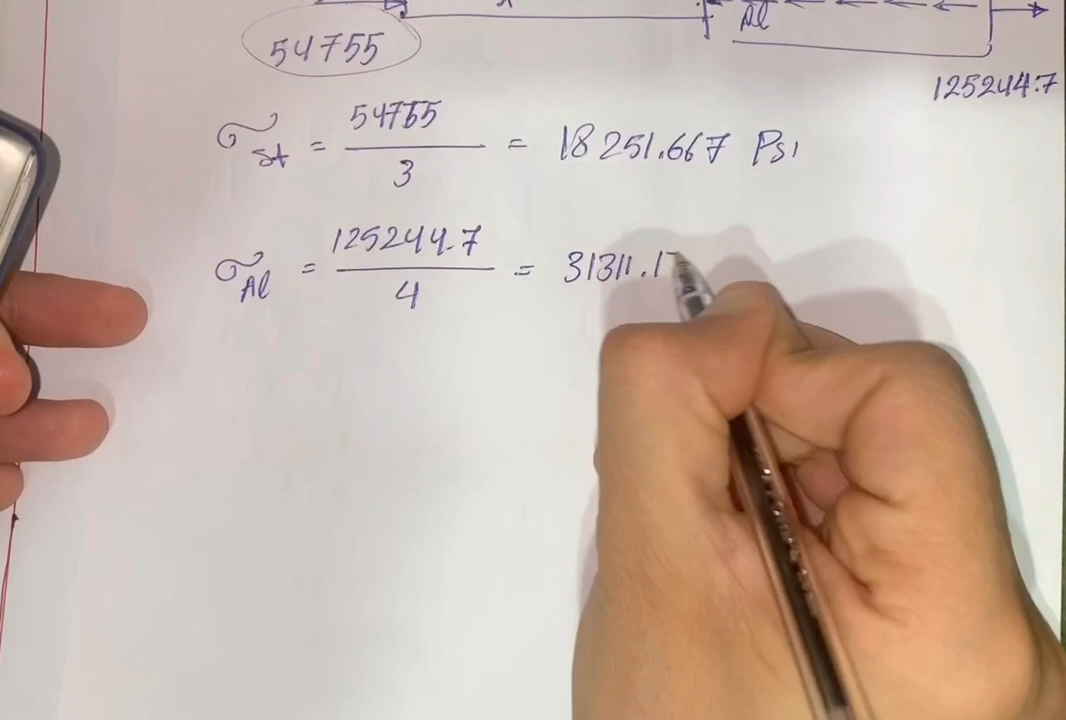 Al
54755
125244.7
σst = 54755 / 3 = 18251.667 Psi
σAl = 125244.7 / 4 = 31311.17